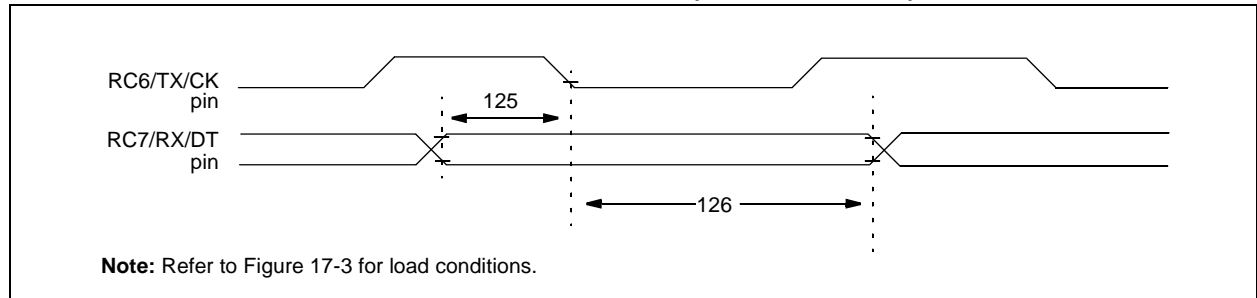 RC6/TX/CK
pin
125
RC7/RX/DT
pin
126
Note: Refer to Figure 17-3 for load conditions.